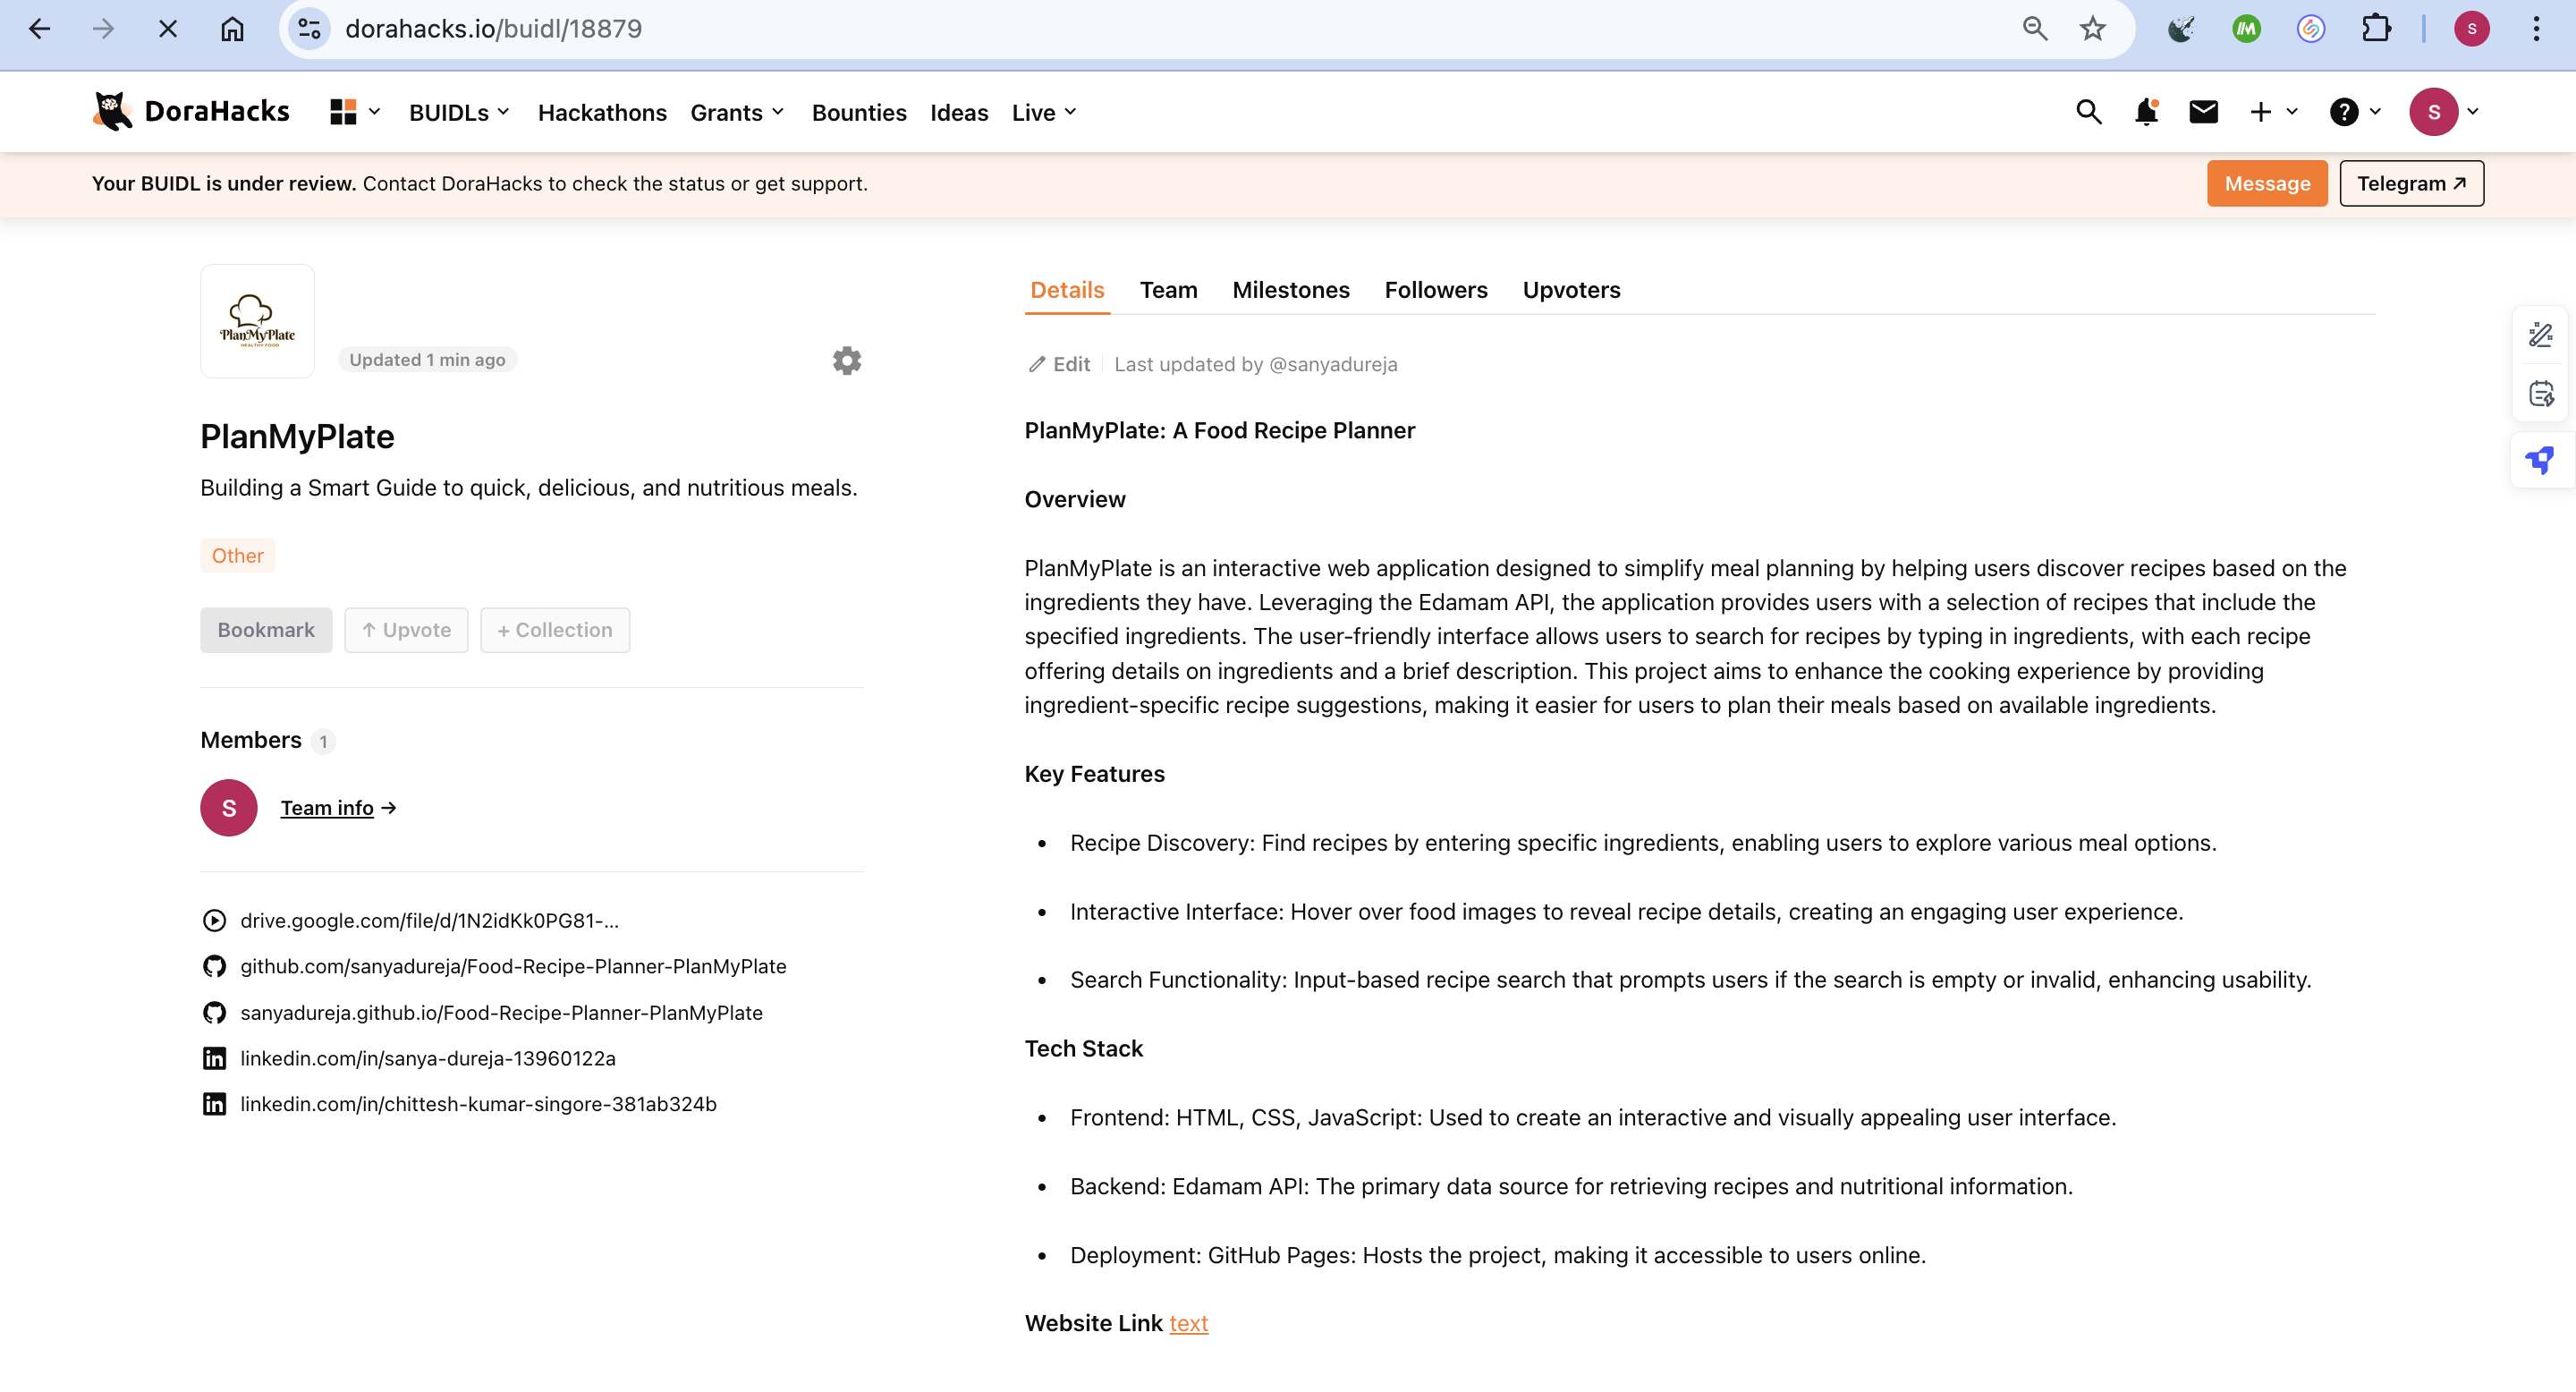 dorahacks.io/buidl/18879
S
DoraHacks
BUIDLs
Hackathons
Grants
Bounties
Ideas
Live
S
Your BUIDL is under review. Contact DoraHacks to check the status or get support.
Message
Telegram
PlanMyPlate
HEALTHY FOOD
Updated 1 min ago
PlanMyPlate
Building a Smart Guide to quick, delicious, and nutritious meals.
Other
Bookmark
↑ Upvote
+ Collection
Members 1
S
Team info →
drive.google.com/file/d/1N2idKk0PG81-...
github.com/sanyadureja/Food-Recipe-Planner-PlanMyPlate
sanyadureja.github.io/Food-Recipe-Planner-PlanMyPlate
linkedin.com/in/sanya-dureja-13960122a
linkedin.com/in/chittesh-kumar-singore-381ab324b
Details
Team
Milestones
Followers
Upvoters
Edit
Last updated by @sanyadureja
PlanMyPlate: A Food Recipe Planner
Overview
PlanMyPlate is an interactive web application designed to simplify meal planning by helping users discover recipes based on the
ingredients they have. Leveraging the Edamam API, the application provides users with a selection of recipes that include the
specified ingredients. The user-friendly interface allows users to search for recipes by typing in ingredients, with each recipe
offering details on ingredients and a brief description. This project aims to enhance the cooking experience by providing
ingredient-specific recipe suggestions, making it easier for users to plan their meals based on available ingredients.
Key Features
• Recipe Discovery: Find recipes by entering specific ingredients, enabling users to explore various meal options.
• Interactive Interface: Hover over food images to reveal recipe details, creating an engaging user experience.
• Search Functionality: Input-based recipe search that prompts users if the search is empty or invalid, enhancing usability.
Tech Stack
• Frontend: HTML, CSS, JavaScript: Used to create an interactive and visually appealing user interface.
• Backend: Edamam API: The primary data source for retrieving recipes and nutritional information.
• Deployment: GitHub Pages: Hosts the project, making it accessible to users online.
Website Link text